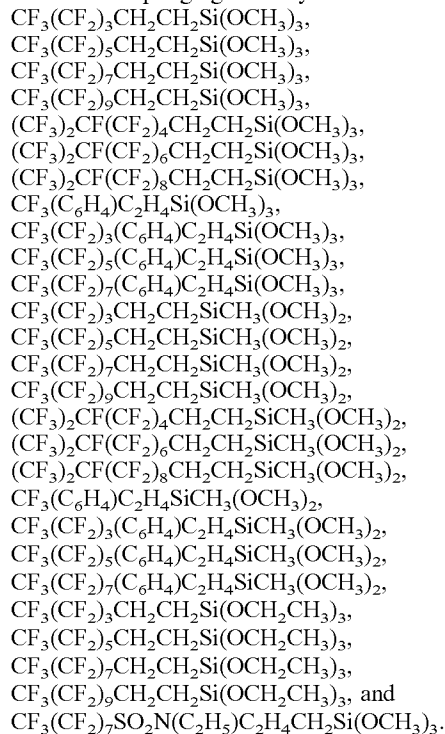 CF₃(CF₂)₃CH₂CH₂Si(OCH₃)₃,
CF₃(CF₂)₅CH₂CH₂Si(OCH₃)₃,
CF₃(CF₂)₇CH₂CH₂Si(OCH₃)₃,
CF₃(CF₂)₉CH₂CH₂Si(OCH₃)₃,
(CF₃)₂CF(CF₂)₄CH₂CH₂Si(OCH₃)₃,
(CF₃)₂CF(CF₂)₆CH₂CH₂Si(OCH₃)₃,
(CF₃)₂CF(CF₂)₈CH₂CH₂Si(OCH₃)₃,
CF₃(C₆H₄)C₂H₄Si(OCH₃)₃,
CF₃(CF₂)₃(C₆H₄)C₂H₄Si(OCH₃)₃,
CF₃(CF₂)₅(C₆H₄)C₂H₄Si(OCH₃)₃,
CF₃(CF₂)₇(C₆H₄)C₂H₄Si(OCH₃)₃,
CF₃(CF₂)₃CH₂CH₂SiCH₃(OCH₃)₂,
CF₃(CF₂)₅CH₂CH₂SiCH₃(OCH₃)₂,
CF₃(CF₂)₇CH₂CH₂SiCH₃(OCH₃)₂,
CF₃(CF₂)₉CH₂CH₂SiCH₃(OCH₃)₂,
(CF₃)₂CF(CF₂)₄CH₂CH₂SiCH₃(OCH₃)₂,
(CF₃)₂CF(CF₂)₆CH₂CH₂SiCH₃(OCH₃)₂,
(CF₃)₂CF(CF₂)₈CH₂CH₂SiCH₃(OCH₃)₂,
CF₃(C₆H₄)C₂H₄SiCH₃(OCH₃)₂,
CF₃(CF₂)₃(C₆H₄)C₂H₄SiCH₃(OCH₃)₂,
CF₃(CF₂)₅(C₆H₄)C₂H₄SiCH₃(OCH₃)₂,
CF₃(CF₂)₇(C₆H₄)C₂H₄SiCH₃(OCH₃)₂,
CF₃(CF₂)₃CH₂CH₂Si(OCH₂CH₃)₃,
CF₃(CF₂)₅CH₂CH₂Si(OCH₂CH₃)₃,
CF₃(CF₂)₇CH₂CH₂Si(OCH₂CH₃)₃,
CF₃(CF₂)₉CH₂CH₂Si(OCH₂CH₃)₃, and
CF₃(CF₂)₇SO₂N(C₂H₅)C₂H₄CH₂Si(OCH₃)₃.